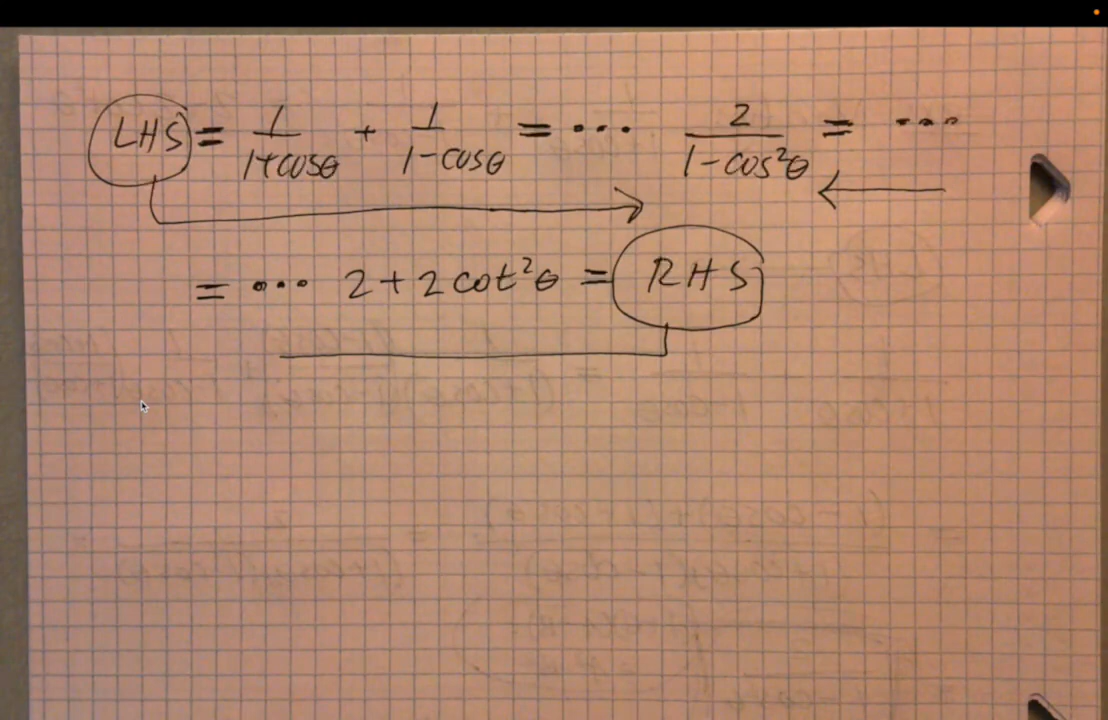 LHS = 1/(1+cosθ) + 1/(1-cosθ) = ... 2/(1-cos²θ) = ...
= ... 2+2cot²θ = RHS